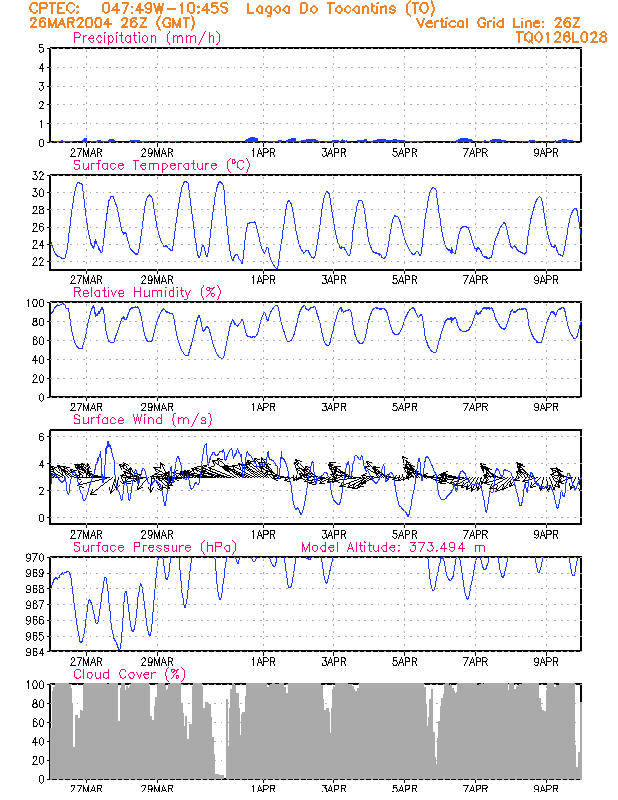 CPTEC: 047:49W-10:45S Lagoa Do Tocantins (TO)
26MAR2004 26Z (GMT) Vertical Grid Line: 26Z
Precipitation (mm/h) TQ0126L028
5
4
3
2
1
0
27MAR 29MAR 1APR 3APR 5APR 7APR 9APR
Surface Temperature (ºC)
32
30
28
26
24
22
27MAR 29MAR 1APR 3APR 5APR 7APR 9APR
Relative Humidity (%)
100
80
60
40
20
0
27MAR 29MAR 1APR 3APR 5APR 7APR 9APR
Surface Wind (m/s)
6
4
2
0
27MAR 29MAR 1APR 3APR 5APR 7APR 9APR
Surface Pressure (hPa) Model Altitude: 373.494 m
970
969
968
967
966
965
964
27MAR 29MAR 1APR 3APR 5APR 7APR 9APR
Cloud Cover (%)
100
80
60
40
20
0
27MAR 29MAR 1APR 3APR 5APR 7APR 9APR